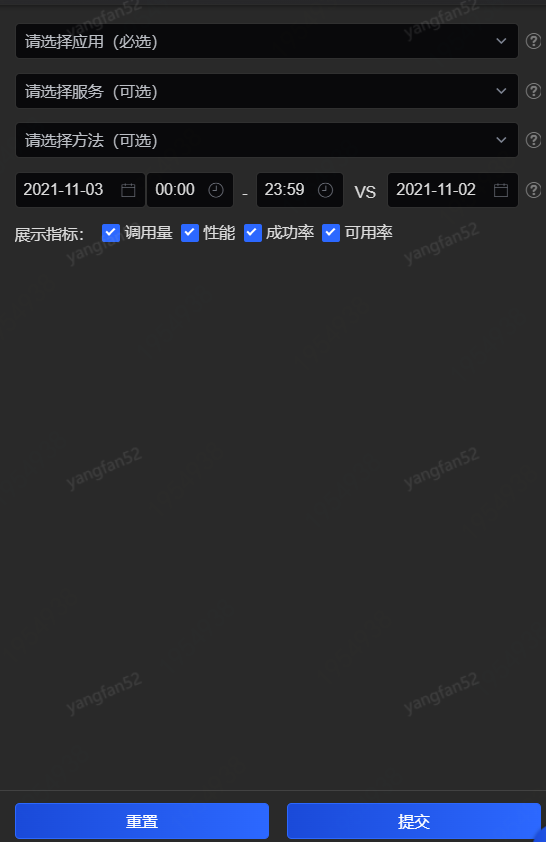 yangfan52 yangfan52
请选择应用（必选）
请选择服务（可选）
请选择方法（可选）
2021-11-03 00:00 - 23:59 VS 2021-11-02
展示指标： 调用量 性能 成功率 可用率
yangfan52 yangfan52
yangfan52 yangfan52
yangfan52 yangfan52
重置 提交